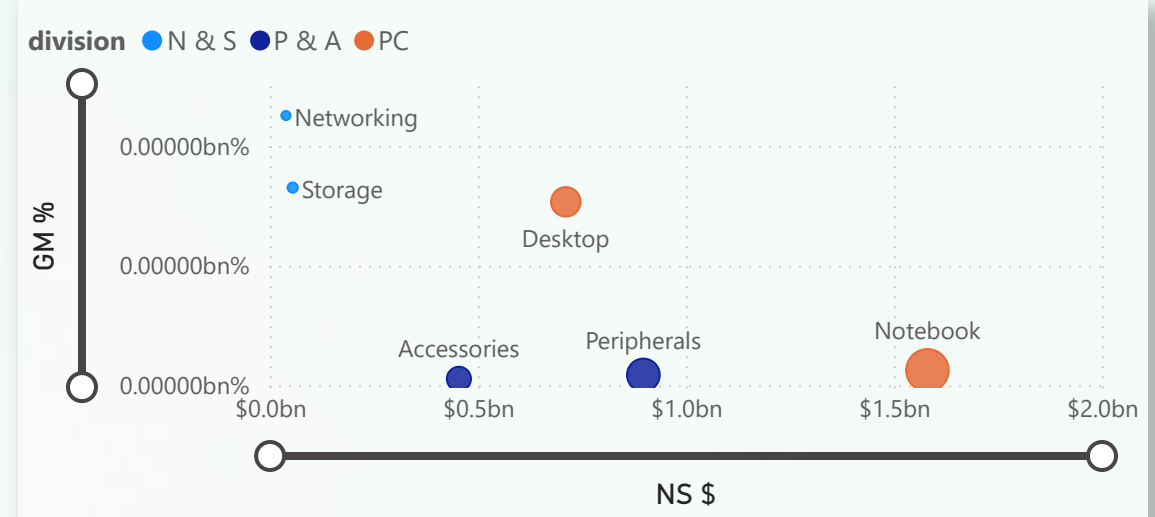 division N & S P & A PC
Networking
0.00000bn%
Storage
Desktop
GM %
0.00000bn%
Notebook
Peripherals
Accessories
0.00000bn%
$0.0bn $0.5bn $1.0bn $1.5bn $2.0bn
NS $